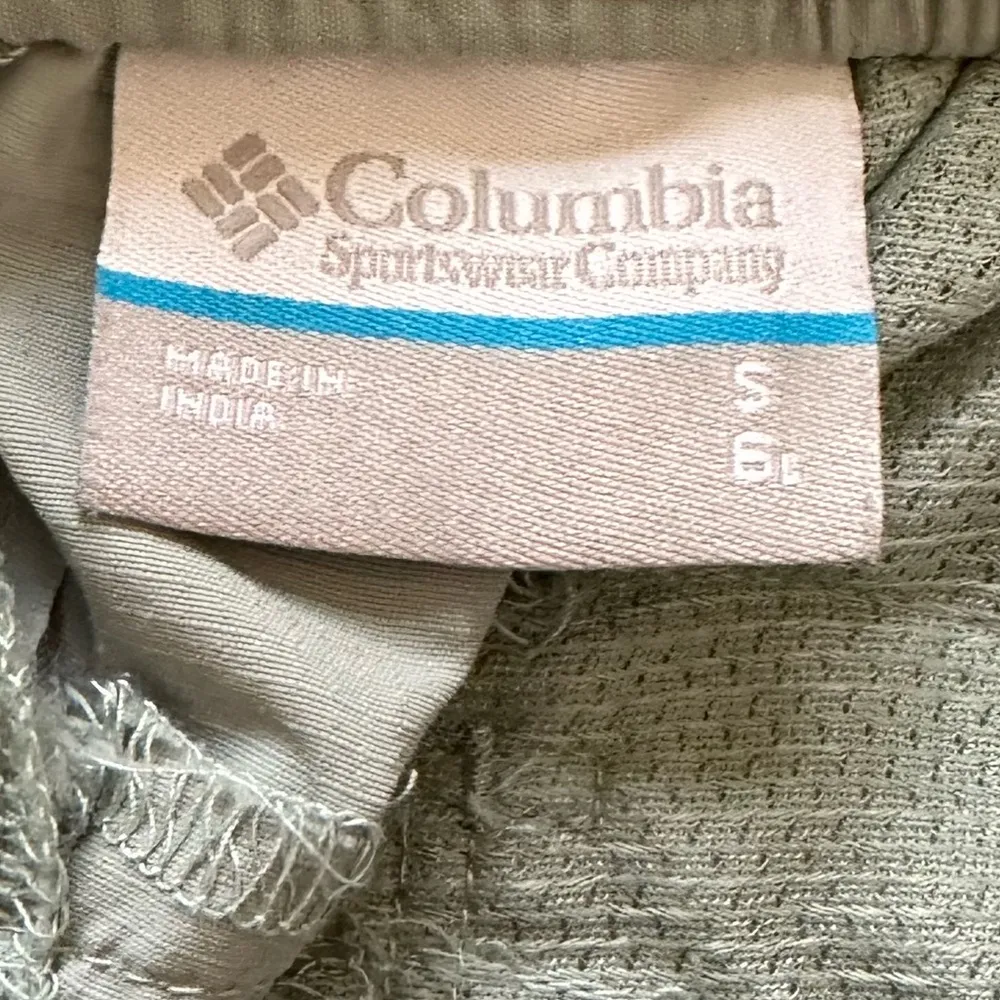 Columbia
Sportswear Company
MADE IN
INDIA
S
6L